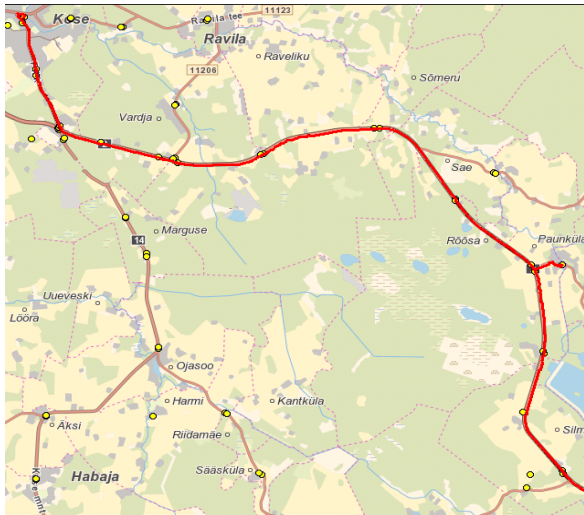 11123
Kose
Ravila tee
Ravila
Raveliku
11206
Sõmeru
Vardja
Sae
Marguse
14
Rõõsa
Paunküla
Uueveski
Lööra
Ojasoo
Harmi
Kantküla
Äksi
Riidamäe
Silm
Sääsküla
Habaja